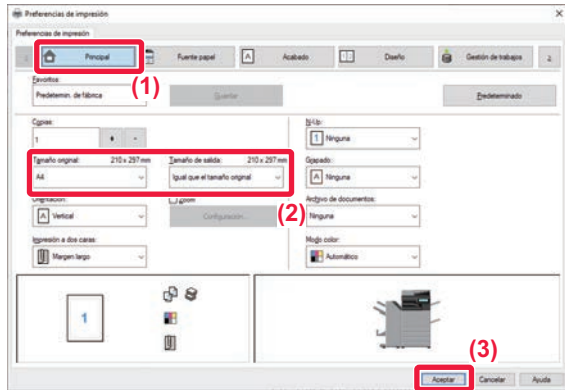 Preferencias de impresión
Preferencias de impresión
Principal Fuente papel Acabado Diseño Gestión de trabajos
(1)
Favoritos:
Predetermin. de fábrica Guardar Predeterminado
Copias: N-Up:
1 + - 1 Ninguna
Tamaño original: 210 x 297 mm Tamaño de salida: 210 x 297 mm Grapado:
A4 Igual que el tamaño original A Ninguna
(2)
Orientación: Zoom Archivo de documentos:
A Vertical Configuración... Ninguna
Impresión a dos caras: Modo color:
Margen largo Automático
1
(3)
Aceptar Cancelar Ayuda